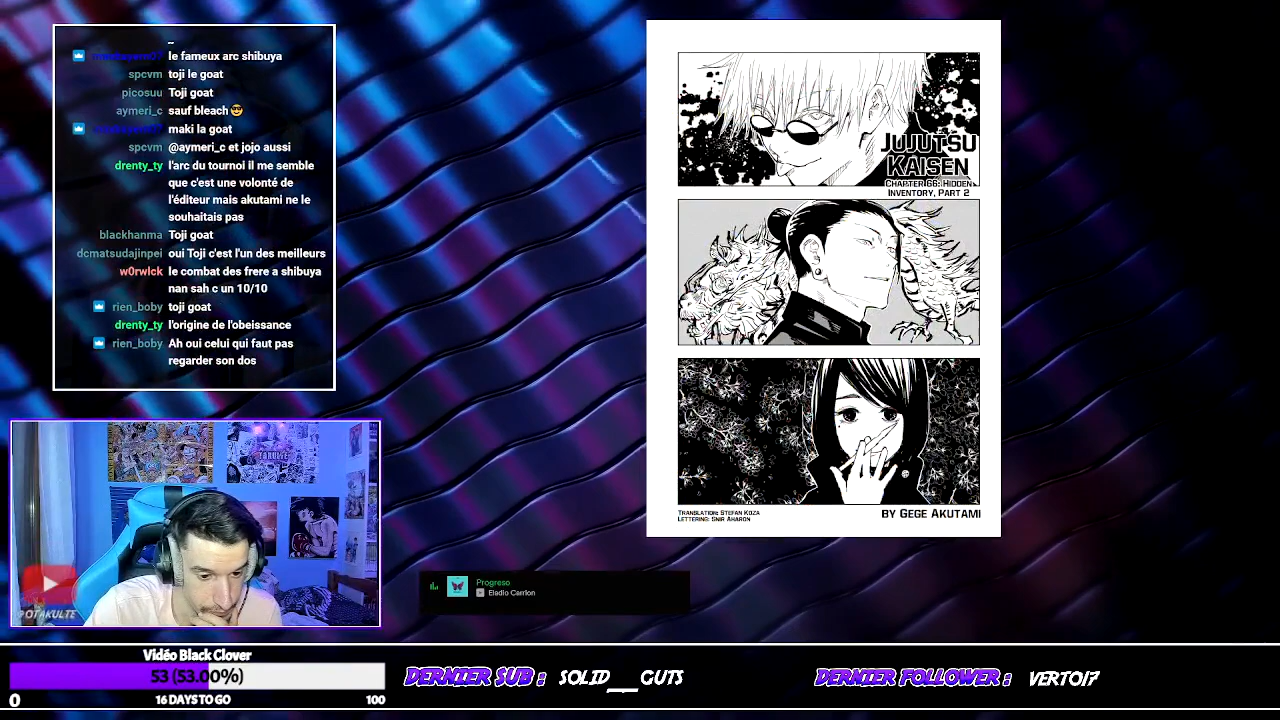 le fameux arc shibuya
spcvm toji le goat
picosuu Toji goat
aymeri_c sauf bleach😎
maki la goat
spcvm @aymeri_c et jojo aussi
drenty_ty l'arc du tournoi il me semble
que c'est une volonté de
l'éditeur mais akutami ne le
souhaitais pas
blackhanma Toji goat
dcmatsudajinpei oui Toji c'est l'un des meilleurs
w0rwlck le combat des frere a shibuya
nan sah c un 10/10
rien_boby toji goat
drenty_ty l'origine de l'obeissance
rien_boby Ah oui celui qui faut pas
regarder son dos
JUJUTSU
KAISEN
CHAPTER 66: HIDDEN
INVENTORY, PART 2
TRANSLATION: STEFAN KOZA
LETTERING: SNIR AHARON
BY GEGE AKUTAMI
@OTAKULTE
Progreso
E Eladio Carrion
Vidéo Black Clover
53 (53.00%)
0 16 DAYS TO GO 100
DERNIER SUB : SOLID__GUTS
DERNIER FOLLOWER : VERTO17